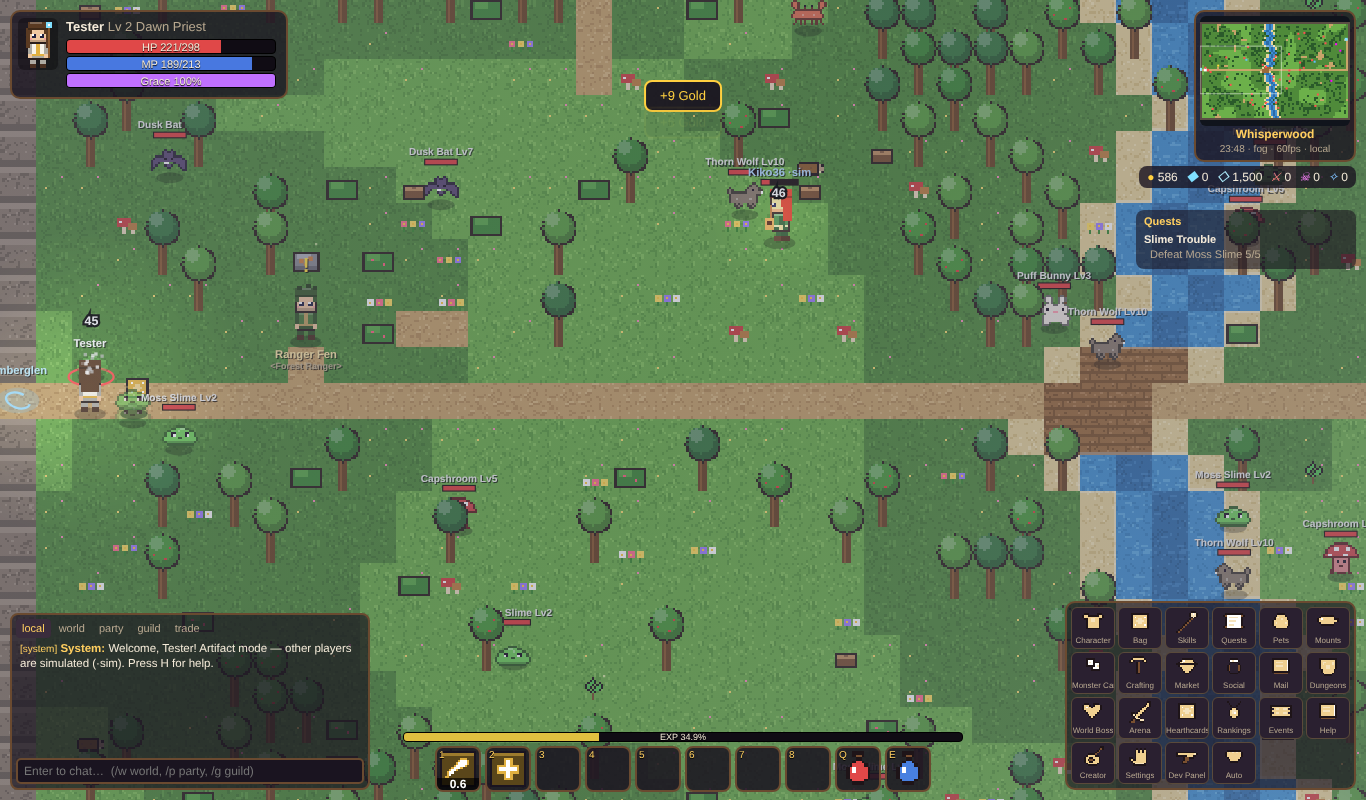 Tester Lv 2 Dawn Priest
HP 221/298
MP 189/213
Grace 100%
+9 Gold
Whisperwood
23:48 · fog · 60fps · local
586 0 1,500 0 0 0
Capshroom Lv5
Quests
Slime Trouble
Defeat Moss Slime 5/5
Dusk Bat
Dusk Bat Lv7
Thorn Wolf Lv10
Kiko36 ·sim
46
Puff Bunny Lv3
Thorn Wolf Lv10
45
Tester
Ranger Fen
<Forest Ranger>
mberglen
Moss Slime Lv2
Capshroom Lv5
Moss Slime Lv2
Thorn Wolf Lv10
Capshroom L
Slime Lv2
local world party guild trade
[system] System: Welcome, Tester! Artifact mode — other players
are simulated (·sim). Press H for help.
Enter to chat… (/w world, /p party, /g guild)
EXP 34.9%
1 2 3 4 5 6 7 8 Q E
0.6
Character Bag Skills Quests Pets Mounts
Monster Ca Crafting Market Social Mail Dungeons
World Boss Arena Hearthcards Rankings Events Help
Creator Settings Dev Panel Auto